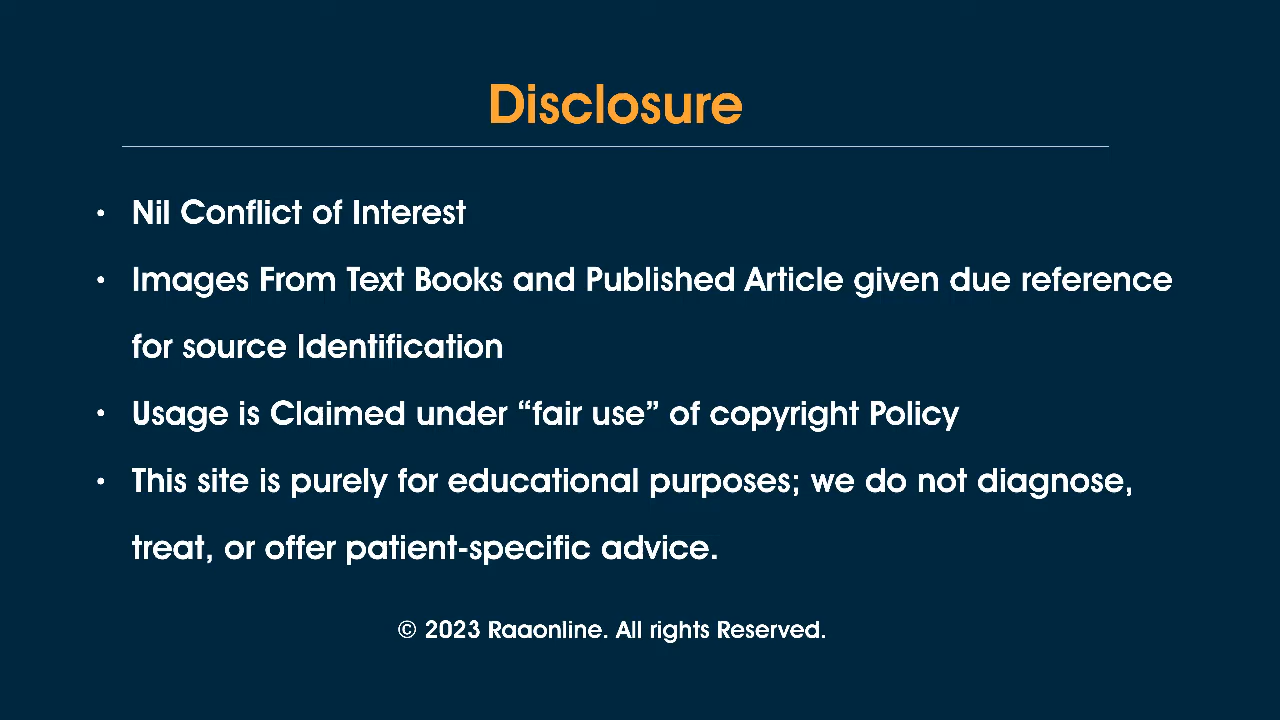 Disclosure
• Nil Conflict of Interest
• Images From Text Books and Published Article given due reference
for source Identification
• Usage is Claimed under “fair use” of copyright Policy
• This site is purely for educational purposes; we do not diagnose,
treat, or offer patient-specific advice.
© 2023 Raaonline. All rights Reserved.